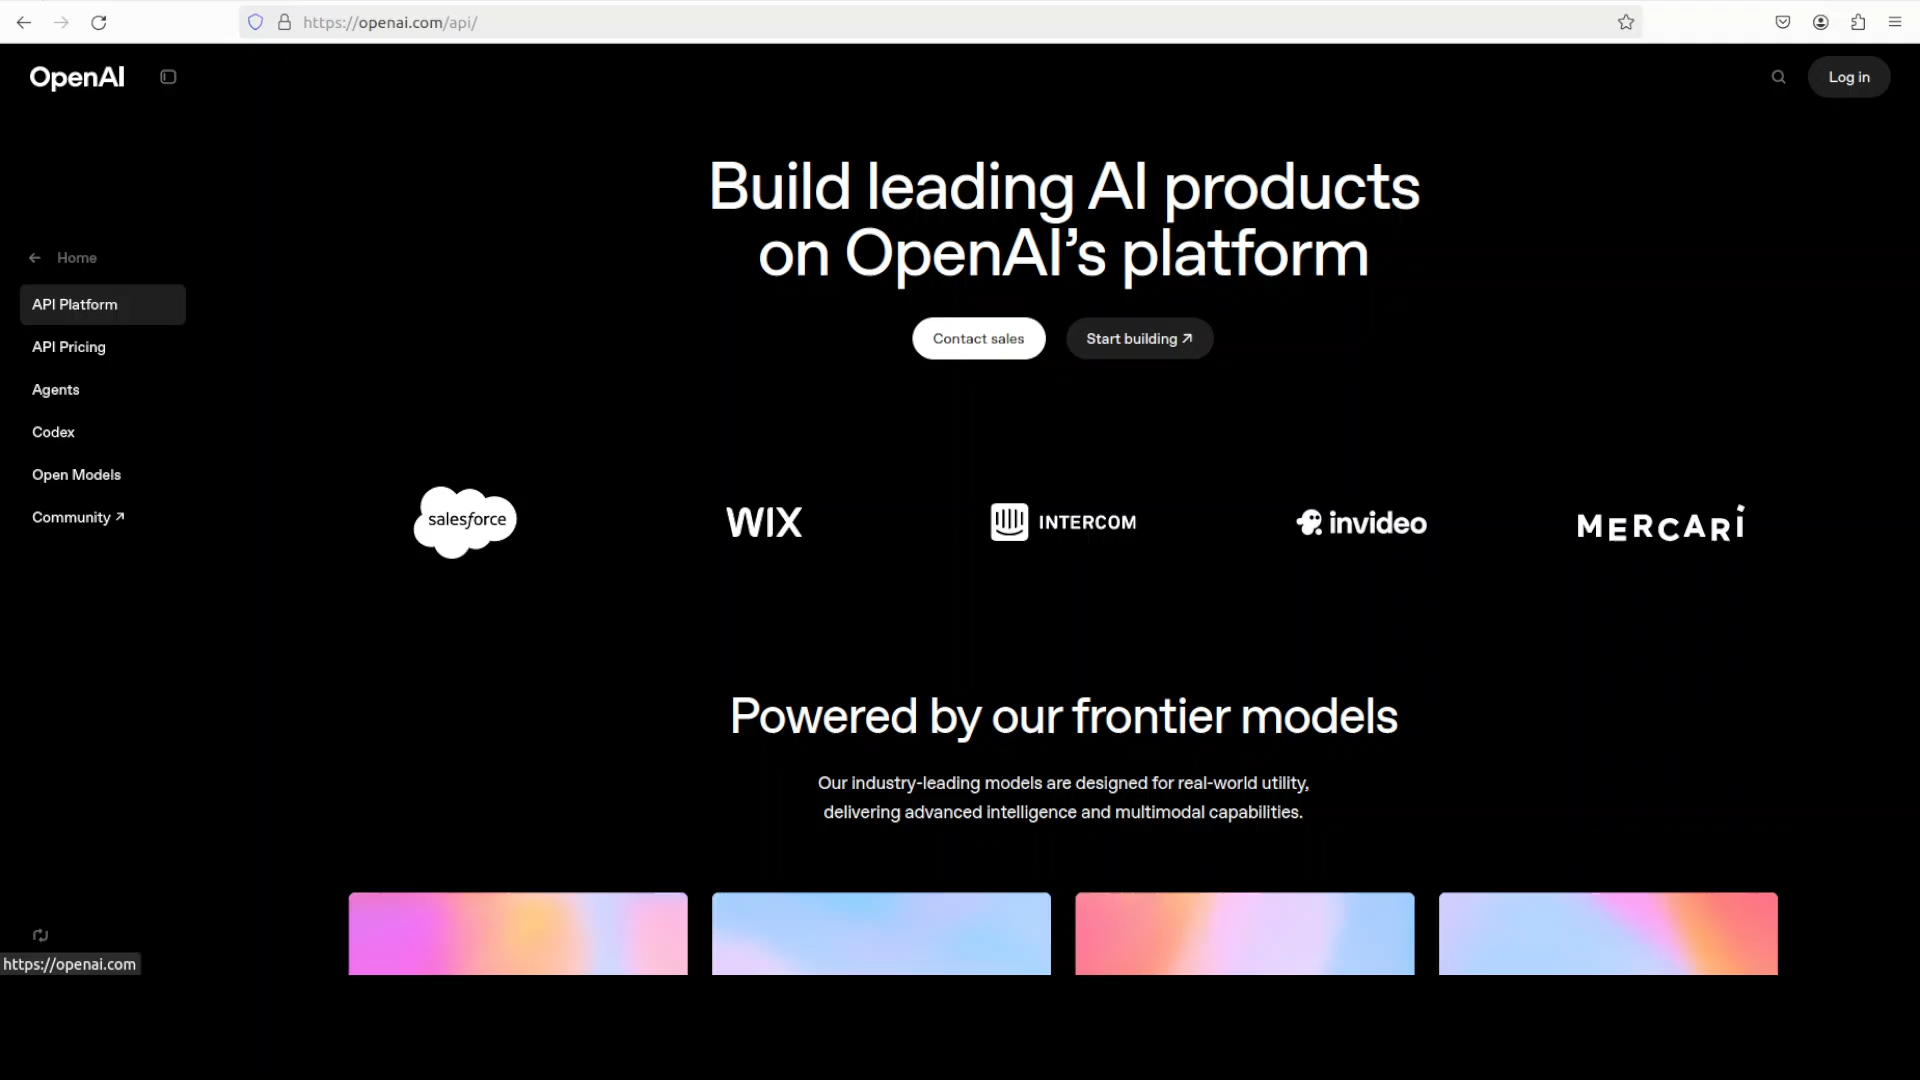 https://openai.com/api/
OpenAI
Log in
Home
API Platform
API Pricing
Agents
Codex
Open Models
Community ↗
Build leading AI products
on OpenAI’s platform
Contact sales
Start building ↗
salesforce
WIX
INTERCOM
invideo
MERCARI
Powered by our frontier models
Our industry-leading models are designed for real-world utility,
delivering advanced intelligence and multimodal capabilities.
https://openai.com